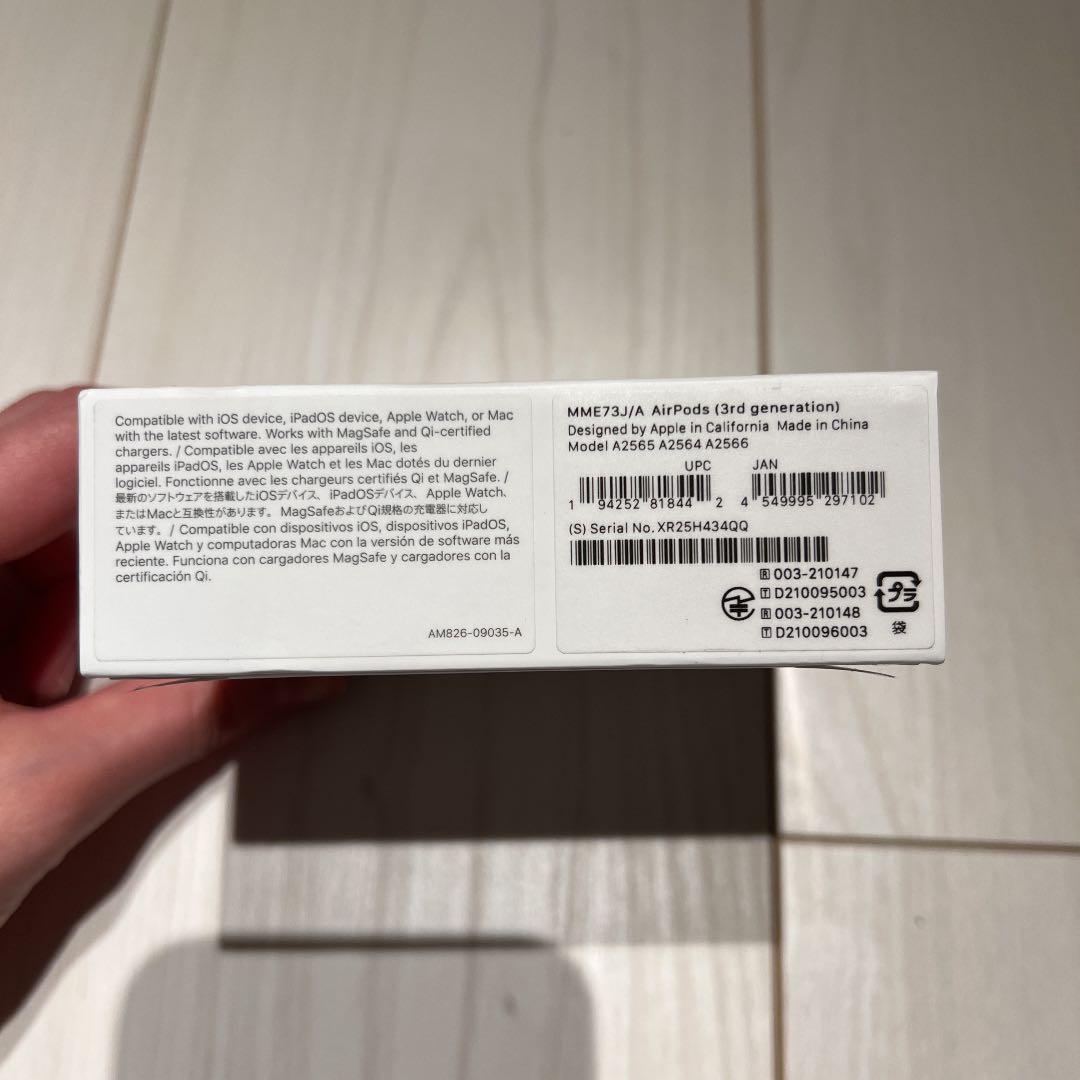 Compatible with iOS device, iPadOS device, Apple Watch, or Mac
with the latest software. Works with MagSafe and Qi-certified
chargers. / Compatible avec les appareils iOS, les
appareils iPadOS, les Apple Watch et les Mac dotés du dernier
logiciel. Fonctionne avec les chargeurs certifiés Qi et MagSafe. /
最新のソフトウェアを搭載したiOSデバイス、iPadOSデバイス、Apple Watch、
またはMacと互換性があります。MagSafeおよびQi規格の充電器に対応し
ています。/ Compatible con dispositivos iOS, dispositivos iPadOS,
Apple Watch y computadoras Mac con la versión de software más
reciente. Funciona con cargadores MagSafe y cargadores con la
certificación Qi.
AM826-09035-A
MME73J/A AirPods (3rd generation)
Designed by Apple in California Made in China
Model A2565 A2564 A2566
UPC JAN
1 94252 81844 2 4 549995 297102
(S) Serial No. XR25H434QQ
R 003-210147
T D210095003
R 003-210148
T D210096003
プラ
袋